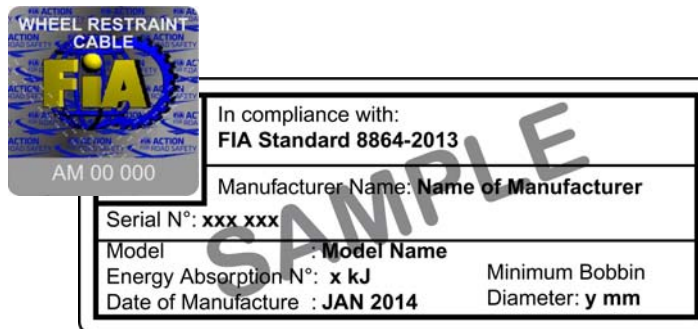 WHEEL RESTRAINT
CABLE
FiA
AM 00 000
In compliance with:
FIA Standard 8864-2013
Manufacturer Name: Name of Manufacturer
Serial N°: xxx xxx
Model : Model Name
Energy Absorption N°: x kJ
Date of Manufacture : JAN 2014
Minimum Bobbin
Diameter: y mm
SAMPLE